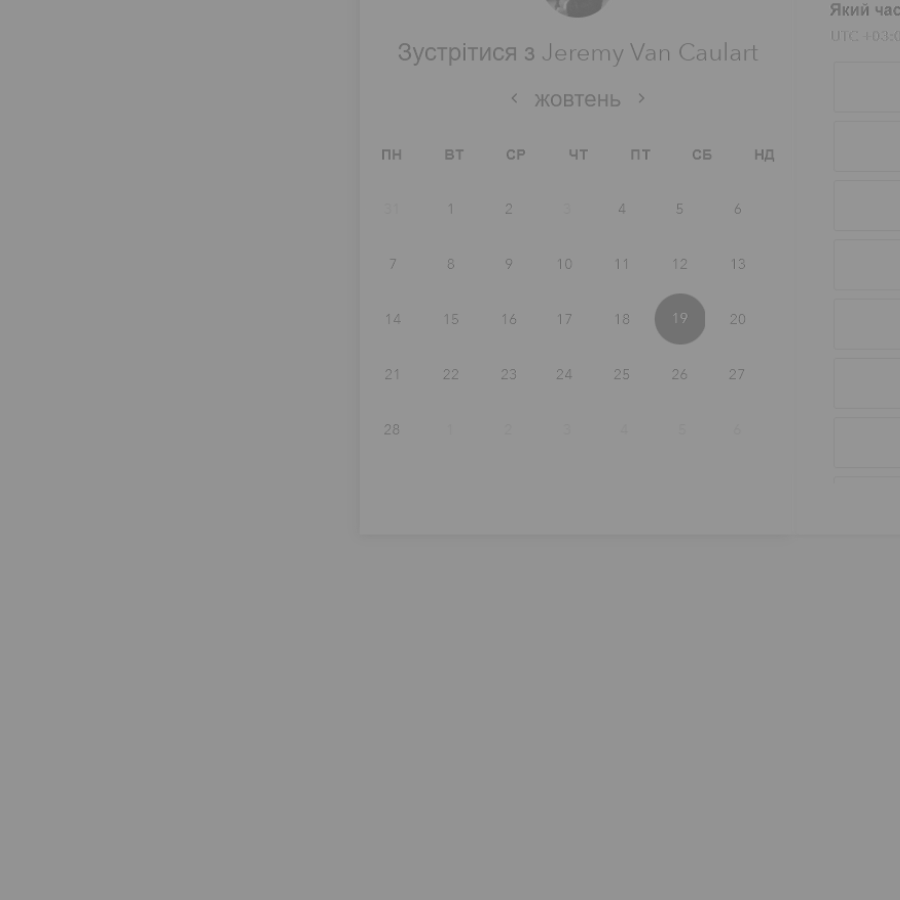 Зустрітися з Jeremy Van Caulart
жовтень
ПН ВТ СР ЧТ ПТ СБ НД
31 1 2 3 4 5 6
7 8 9 10 11 12 13
14 15 16 17 18 19 20
21 22 23 24 25 26 27
28 1 2 3 4 5 6
Який час
UTC +03:0